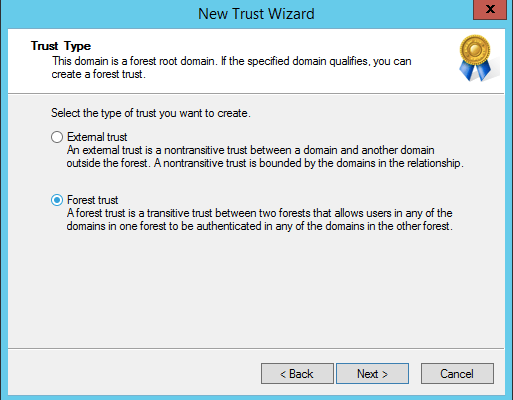 New Trust Wizard
x
Trust Type
This domain is a forest root domain. If the specified domain qualifies, you can
create a forest trust.
Select the type of trust you want to create.
External trust
An external trust is a nontransitive trust between a domain and another domain
outside the forest. A nontransitive trust is bounded by the domains in the relationship.
Forest trust
A forest trust is a transitive trust between two forests that allows users in any of the
domains in one forest to be authenticated in any of the domains in the other forest.
< Back
Next >
Cancel